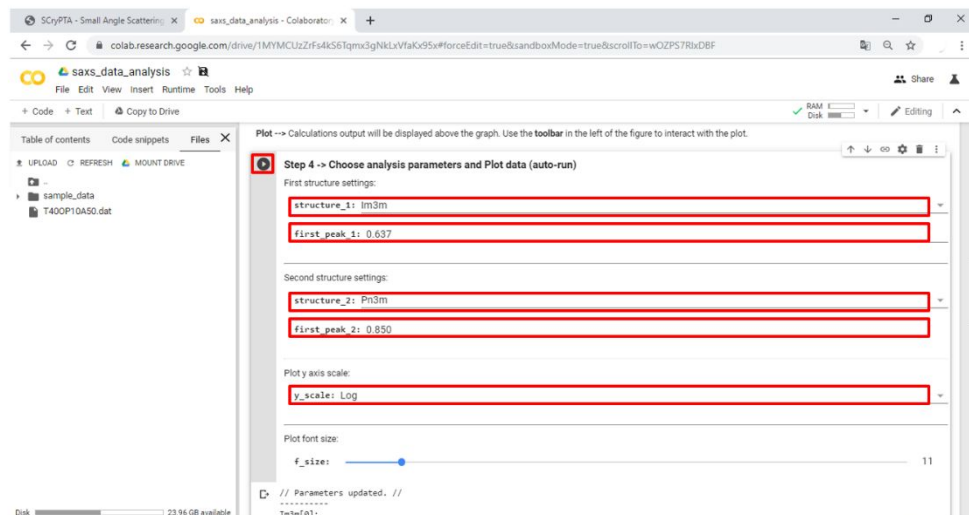 SCryPTA - Small Angle Scattering
saxs_data_analysis - Colaboratory
colab.research.google.com/drive/1MYMCUzZrFs4kS6Tqmx3gNkLxVfaKx95x#forceEdit=true&sandboxMode=true&scrollTo=wOZPS7RlxDBF
saxs_data_analysis
File Edit View Insert Runtime Tools Help
Share
+ Code + Text Copy to Drive
RAM
Disk
Editing
Table of contents Code snippets Files
UPLOAD REFRESH MOUNT DRIVE
..
sample_data
T40OP10A50.dat
Disk 23.96 GB available
Plot --> Calculations output will be displayed above the graph. Use the toolbar in the left of the figure to interact with the plot.
Step 4 -> Choose analysis parameters and Plot data (auto-run)
First structure settings:
structure_1: Im3m
first_peak_1: 0.637
Second structure settings:
structure_2: Pn3m
first_peak_2: 0.850
Plot y axis scale:
y_scale: Log
Plot font size:
f_size: 11
// Parameters updated. //
----------
Im3m[0]: